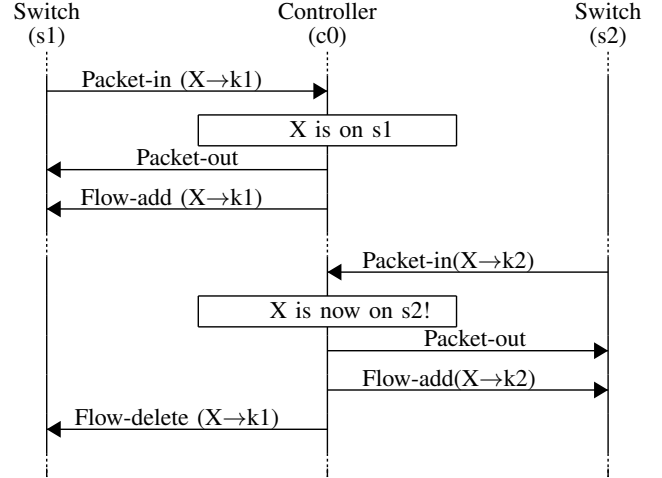 Switch Controller Switch
(s1) (c0) (s2)
Packet-in (X→k1)
X is on s1
Packet-out
Flow-add (X→k1)
Packet-in(X→k2)
X is now on s2!
Packet-out
Flow-add(X→k2)
Flow-delete (X→k1)